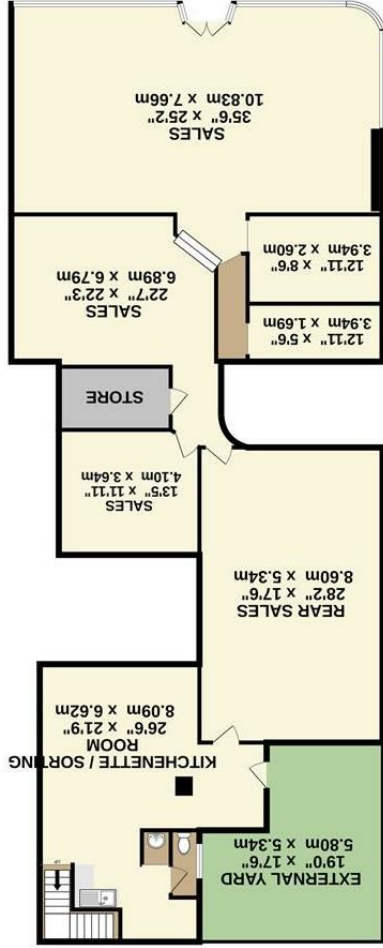 EXTERNAL YARD
19'0" x 17'6"
5.80m x 5.34m
KITCHENETTE / SORTING
ROOM
26'6" x 21'9"
8.09m x 6.62m
REAR SALES
28'2" x 17'6"
8.60m x 5.34m
SALES
13'5" x 11'11"
4.10m x 3.64m
STORE
12'11" x 5'6"
3.94m x 1.69m
SALES
22'7" x 22'3"
6.89m x 6.79m
12'11" x 8'6"
3.94m x 2.60m
SALES
35'6" x 25'2"
10.83m x 7.66m